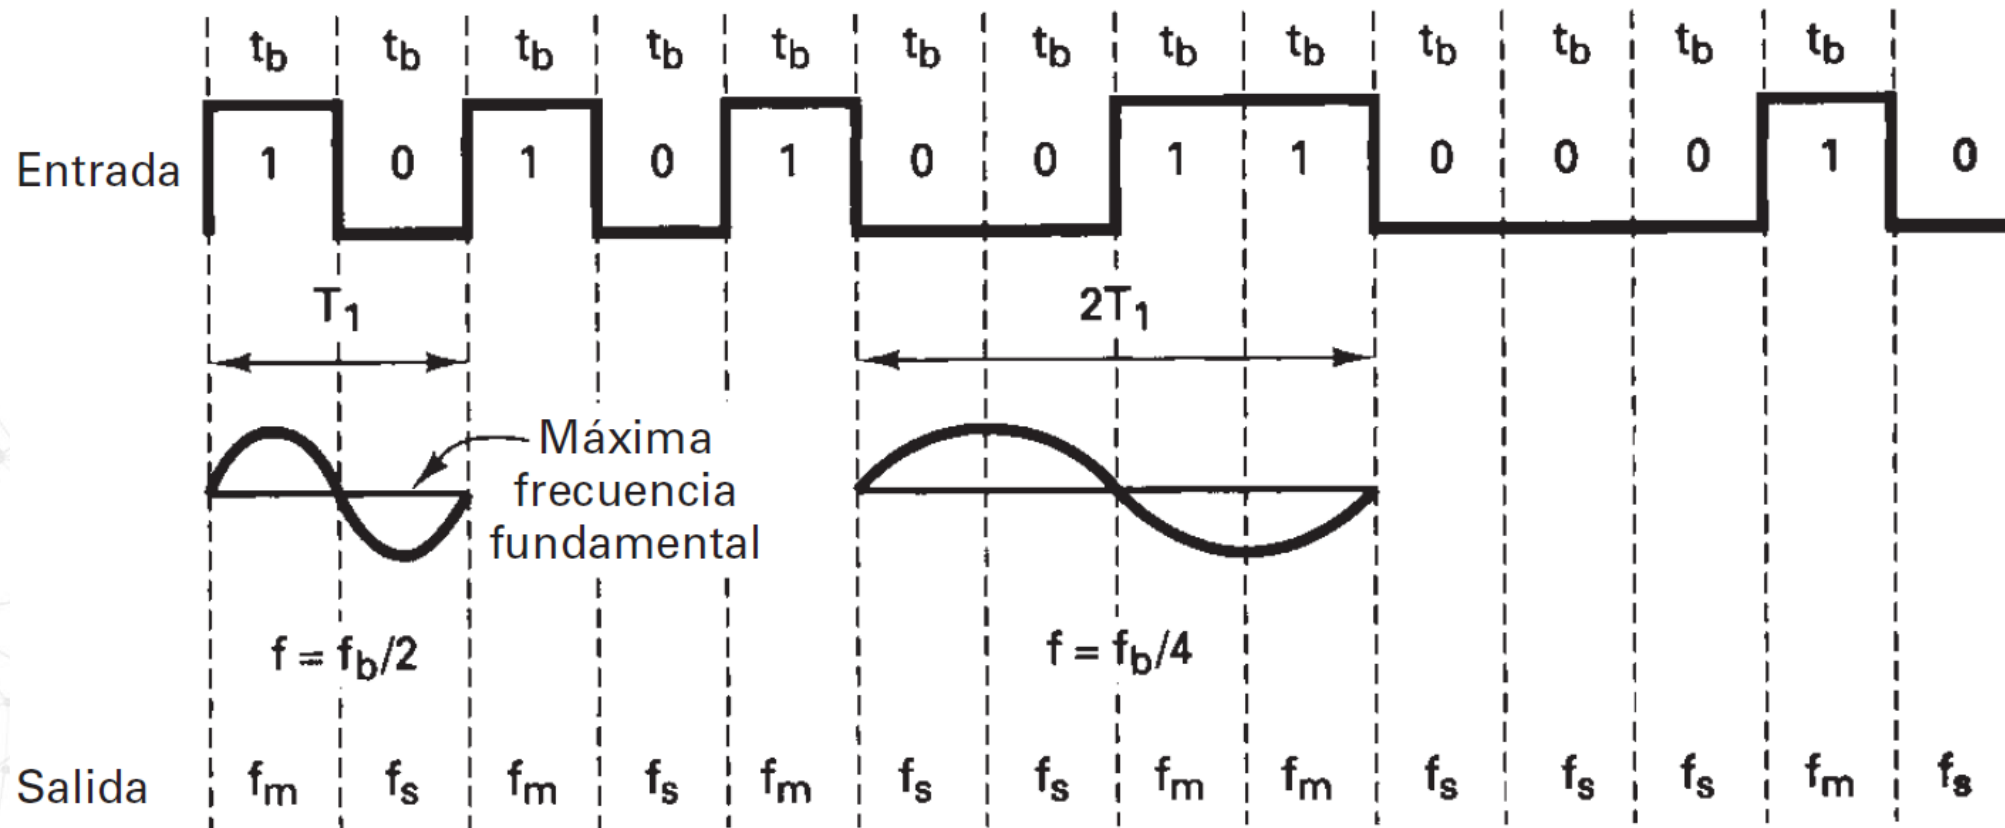 tb tb tb tb tb tb tb tb tb tb tb tb tb
Entrada 1 0 1 0 1 0 0 1 1 0 0 0 1 0
T1 2T1
Máxima
frecuencia
fundamental
f = fb/2 f = fb/4
Salida fm fs fm fs fm fs fs fm fm fs fs fs fm fs